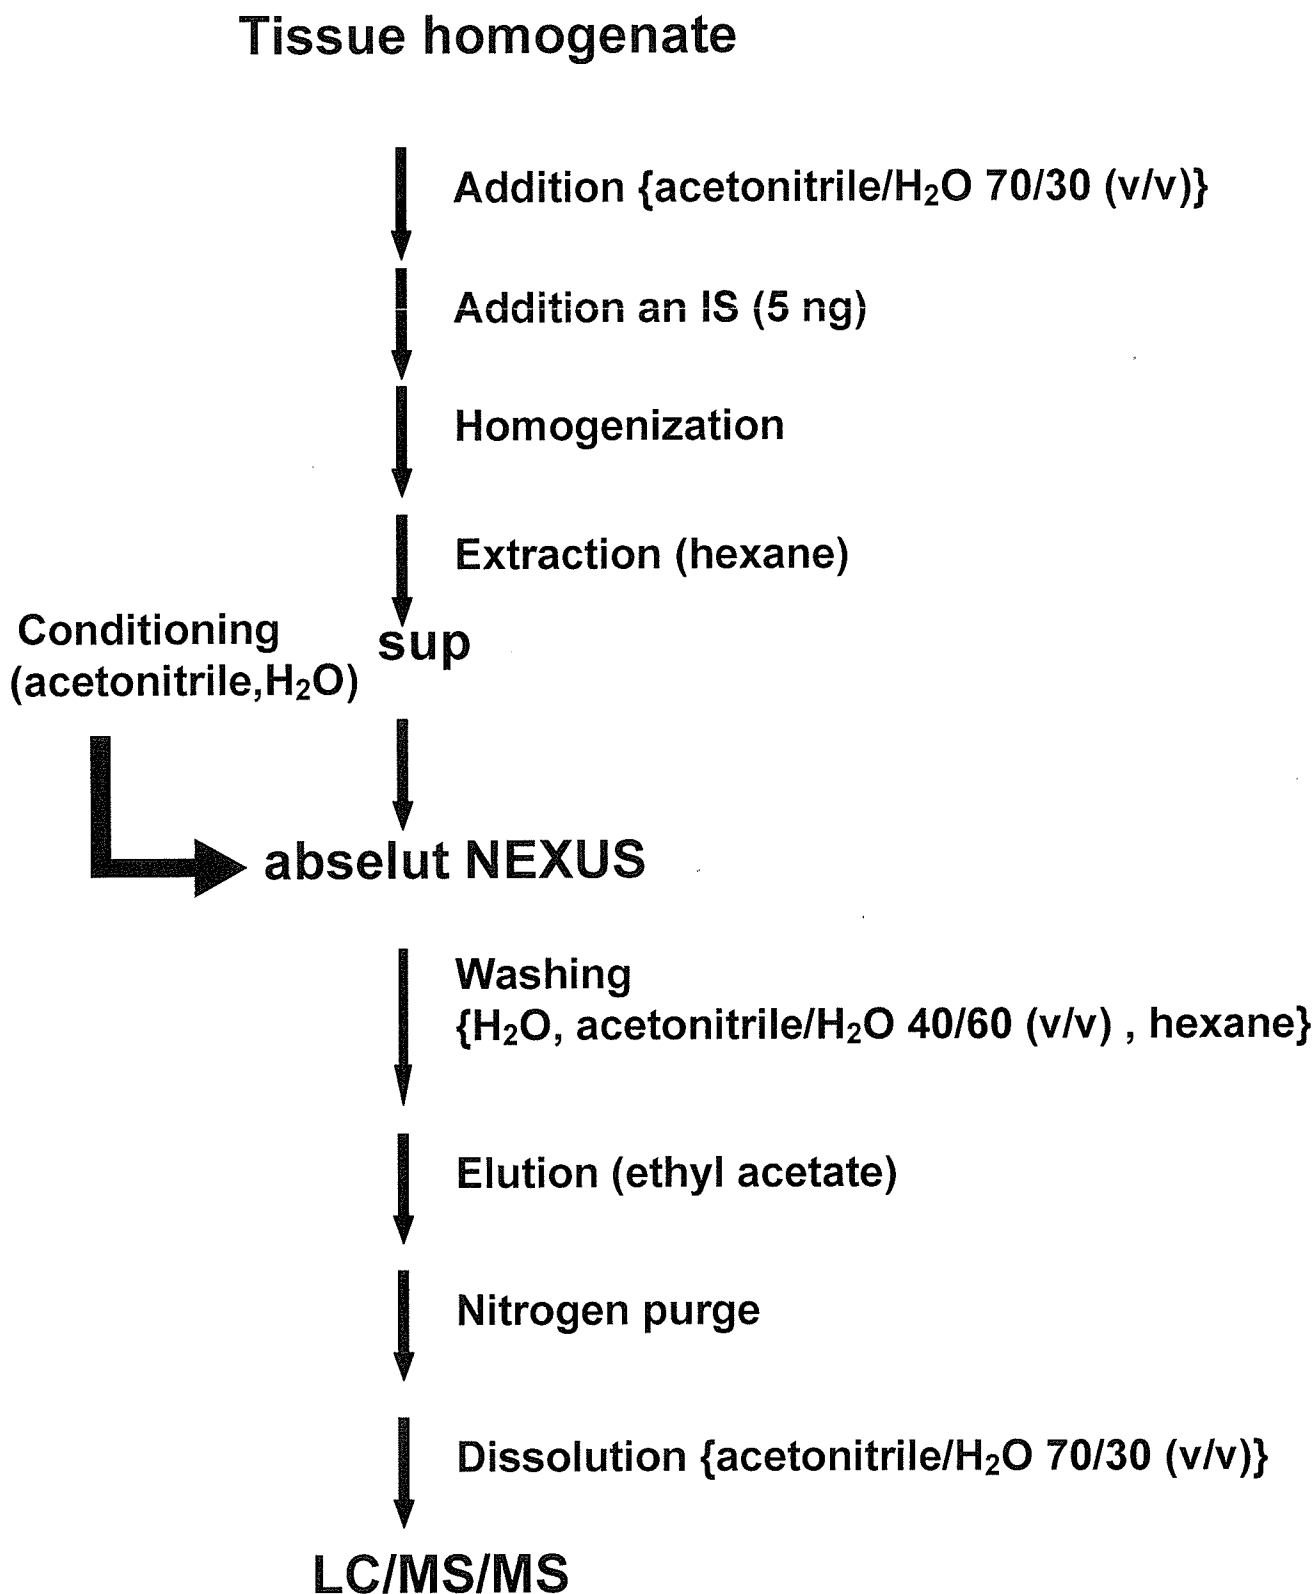 Tissue homogenate
Addition {acetonitrile/H₂O 70/30 (v/v)}
Addition an IS (5 ng)
Homogenization
Extraction (hexane)
Conditioning
(acetonitrile,H₂O)
sup
abselut NEXUS
Washing
{H₂O, acetonitrile/H₂O 40/60 (v/v) , hexane}
Elution (ethyl acetate)
Nitrogen purge
Dissolution {acetonitrile/H₂O 70/30 (v/v)}
LC/MS/MS